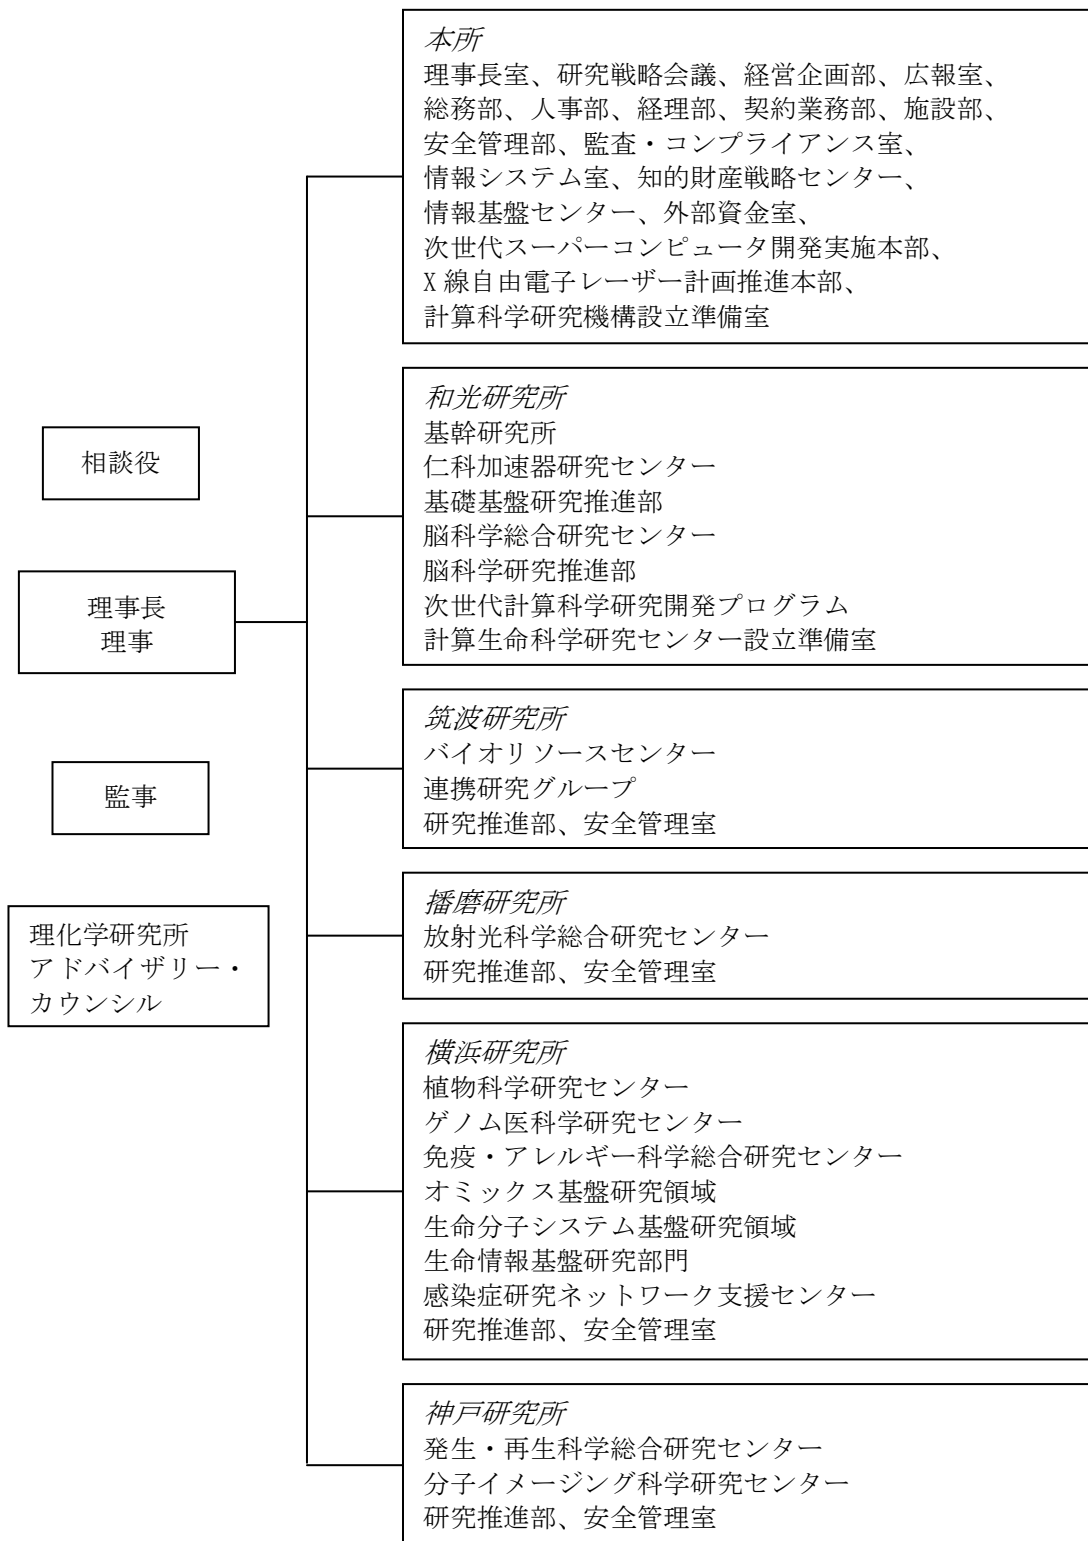 相談役
理事長
理事
監事
理化学研究所
アドバイザリー・
カウンシル
本所
理事長室、研究戦略会議、経営企画部、広報室、
総務部、人事部、経理部、契約業務部、施設部、
安全管理部、監査・コンプライアンス室、
情報システム室、知的財産戦略センター、
情報基盤センター、外部資金室、
次世代スーパーコンピュータ開発実施本部、
X線自由電子レーザー計画推進本部、
計算科学研究機構設立準備室
和光研究所
基幹研究所
仁科加速器研究センター
基礎基盤研究推進部
脳科学総合研究センター
脳科学研究推進部
次世代計算科学研究開発プログラム
計算生命科学研究センター設立準備室
筑波研究所
バイオリソースセンター
連携研究グループ
研究推進部、安全管理室
播磨研究所
放射光科学総合研究センター
研究推進部、安全管理室
横浜研究所
植物科学研究センター
ゲノム医科学研究センター
免疫・アレルギー科学総合研究センター
オミックス基盤研究領域
生命分子システム基盤研究領域
生命情報基盤研究部門
感染症研究ネットワーク支援センター
研究推進部、安全管理室
神戸研究所
発生・再生科学総合研究センター
分子イメージング科学研究センター
研究推進部、安全管理室